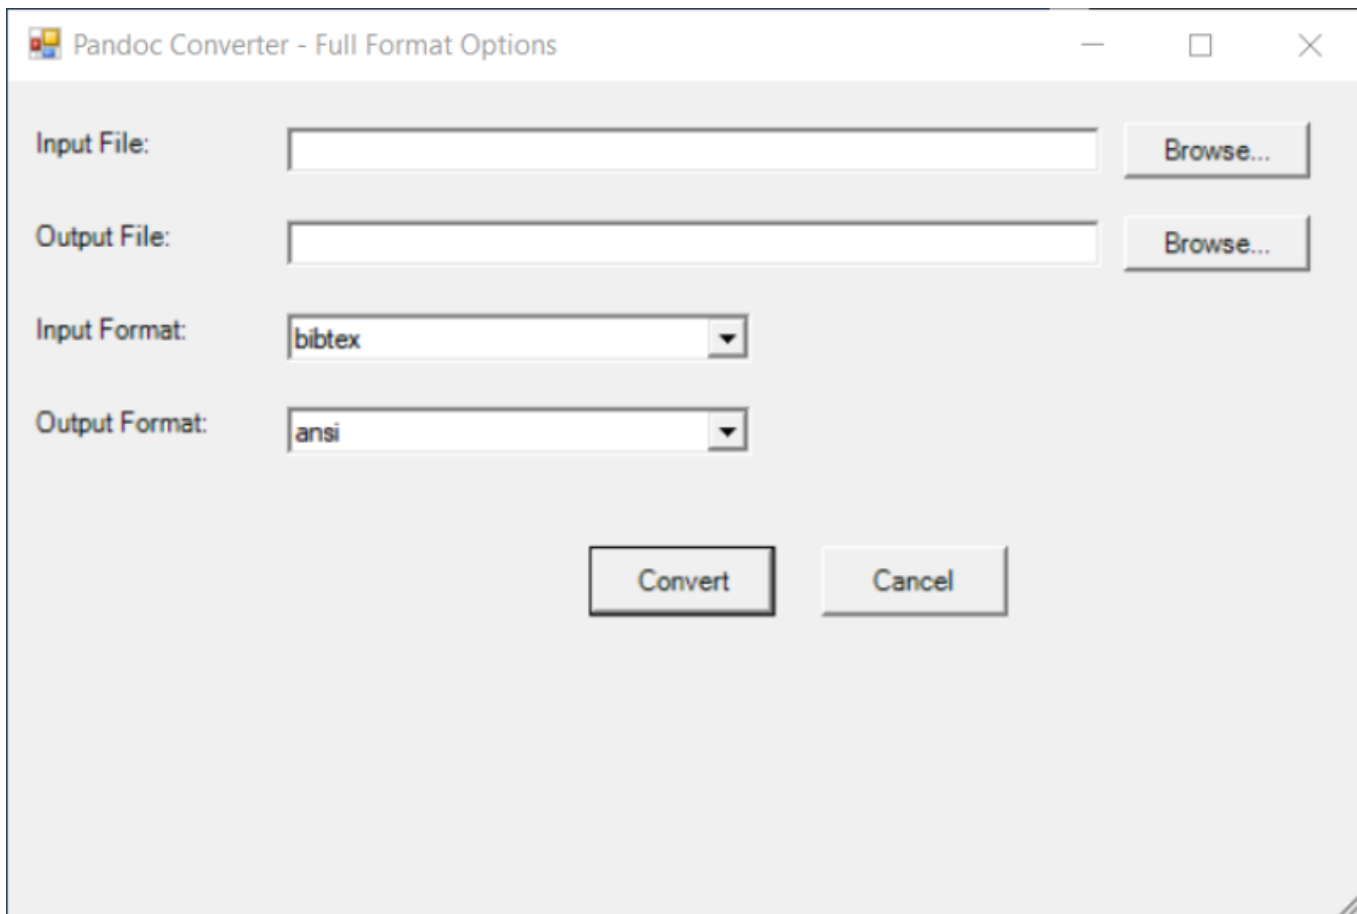 Pandoc Converter - Full Format Options
Input File:
Browse...
Output File:
Browse...
Input Format:
bibtex
Output Format:
ansi
Convert
Cancel